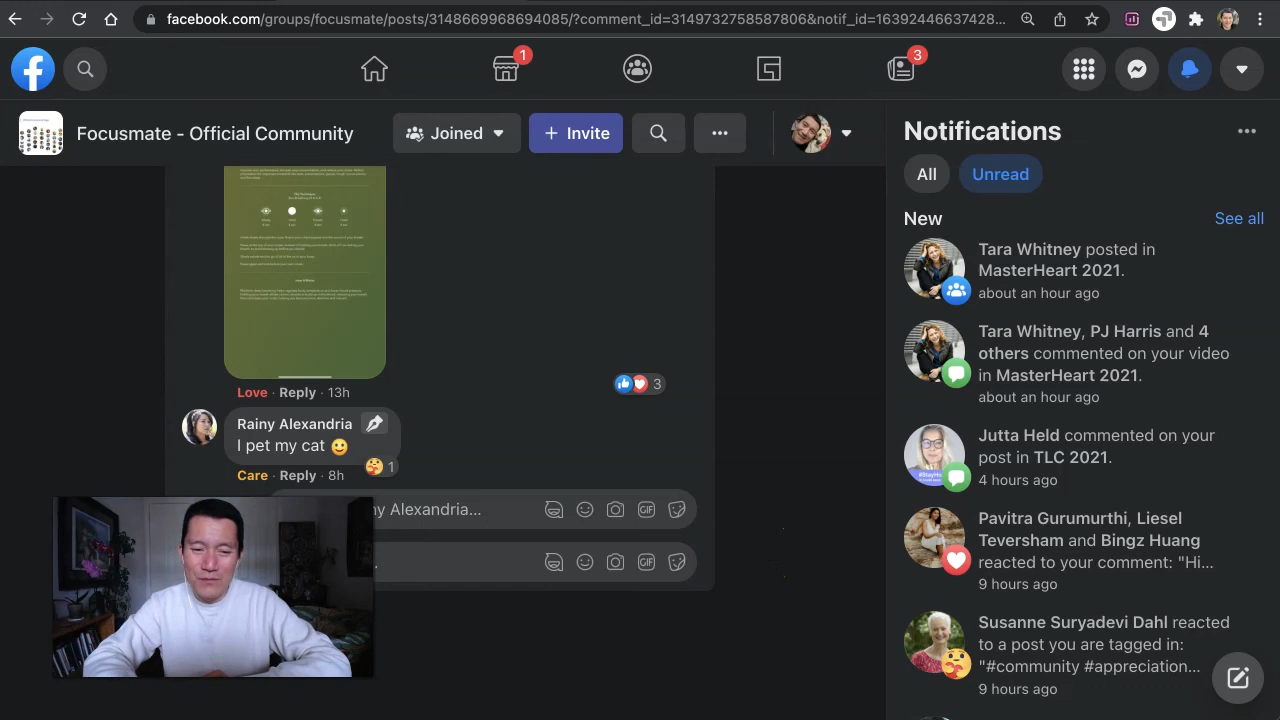 facebook.com/groups/focusmate/posts/3148669968694085/?comment_id=3149732758587806&notif_id=16392446637428...
1
3
Focusmate - Official Community
Joined
+ Invite
Love · Reply · 13h
3
Rainy Alexandria
I pet my cat
1
Care · Reply · 8h
ny Alexandria...
GIF
GIF
Notifications
All
Unread
New
See all
Tara Whitney posted in
MasterHeart 2021.
about an hour ago
Tara Whitney, PJ Harris and 4
others commented on your video
in MasterHeart 2021.
about an hour ago
Jutta Held commented on your
post in TLC 2021.
4 hours ago
Pavitra Gurumurthi, Liesel
Teversham and Bingz Huang
reacted to your comment: "Hi...
9 hours ago
Susanne Suryadevi Dahl reacted
to a post you are tagged in:
"#community #appreciation...
9 hours ago